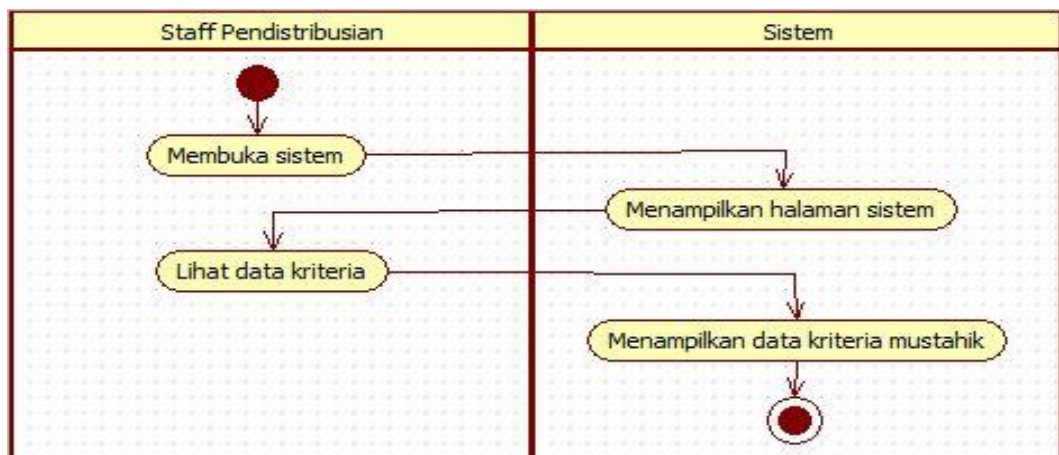 Staff Pendistribusian
Sistem
Membuka sistem
Menampilkan halaman sistem
Lihat data kriteria
Menampilkan data kriteria mustahik